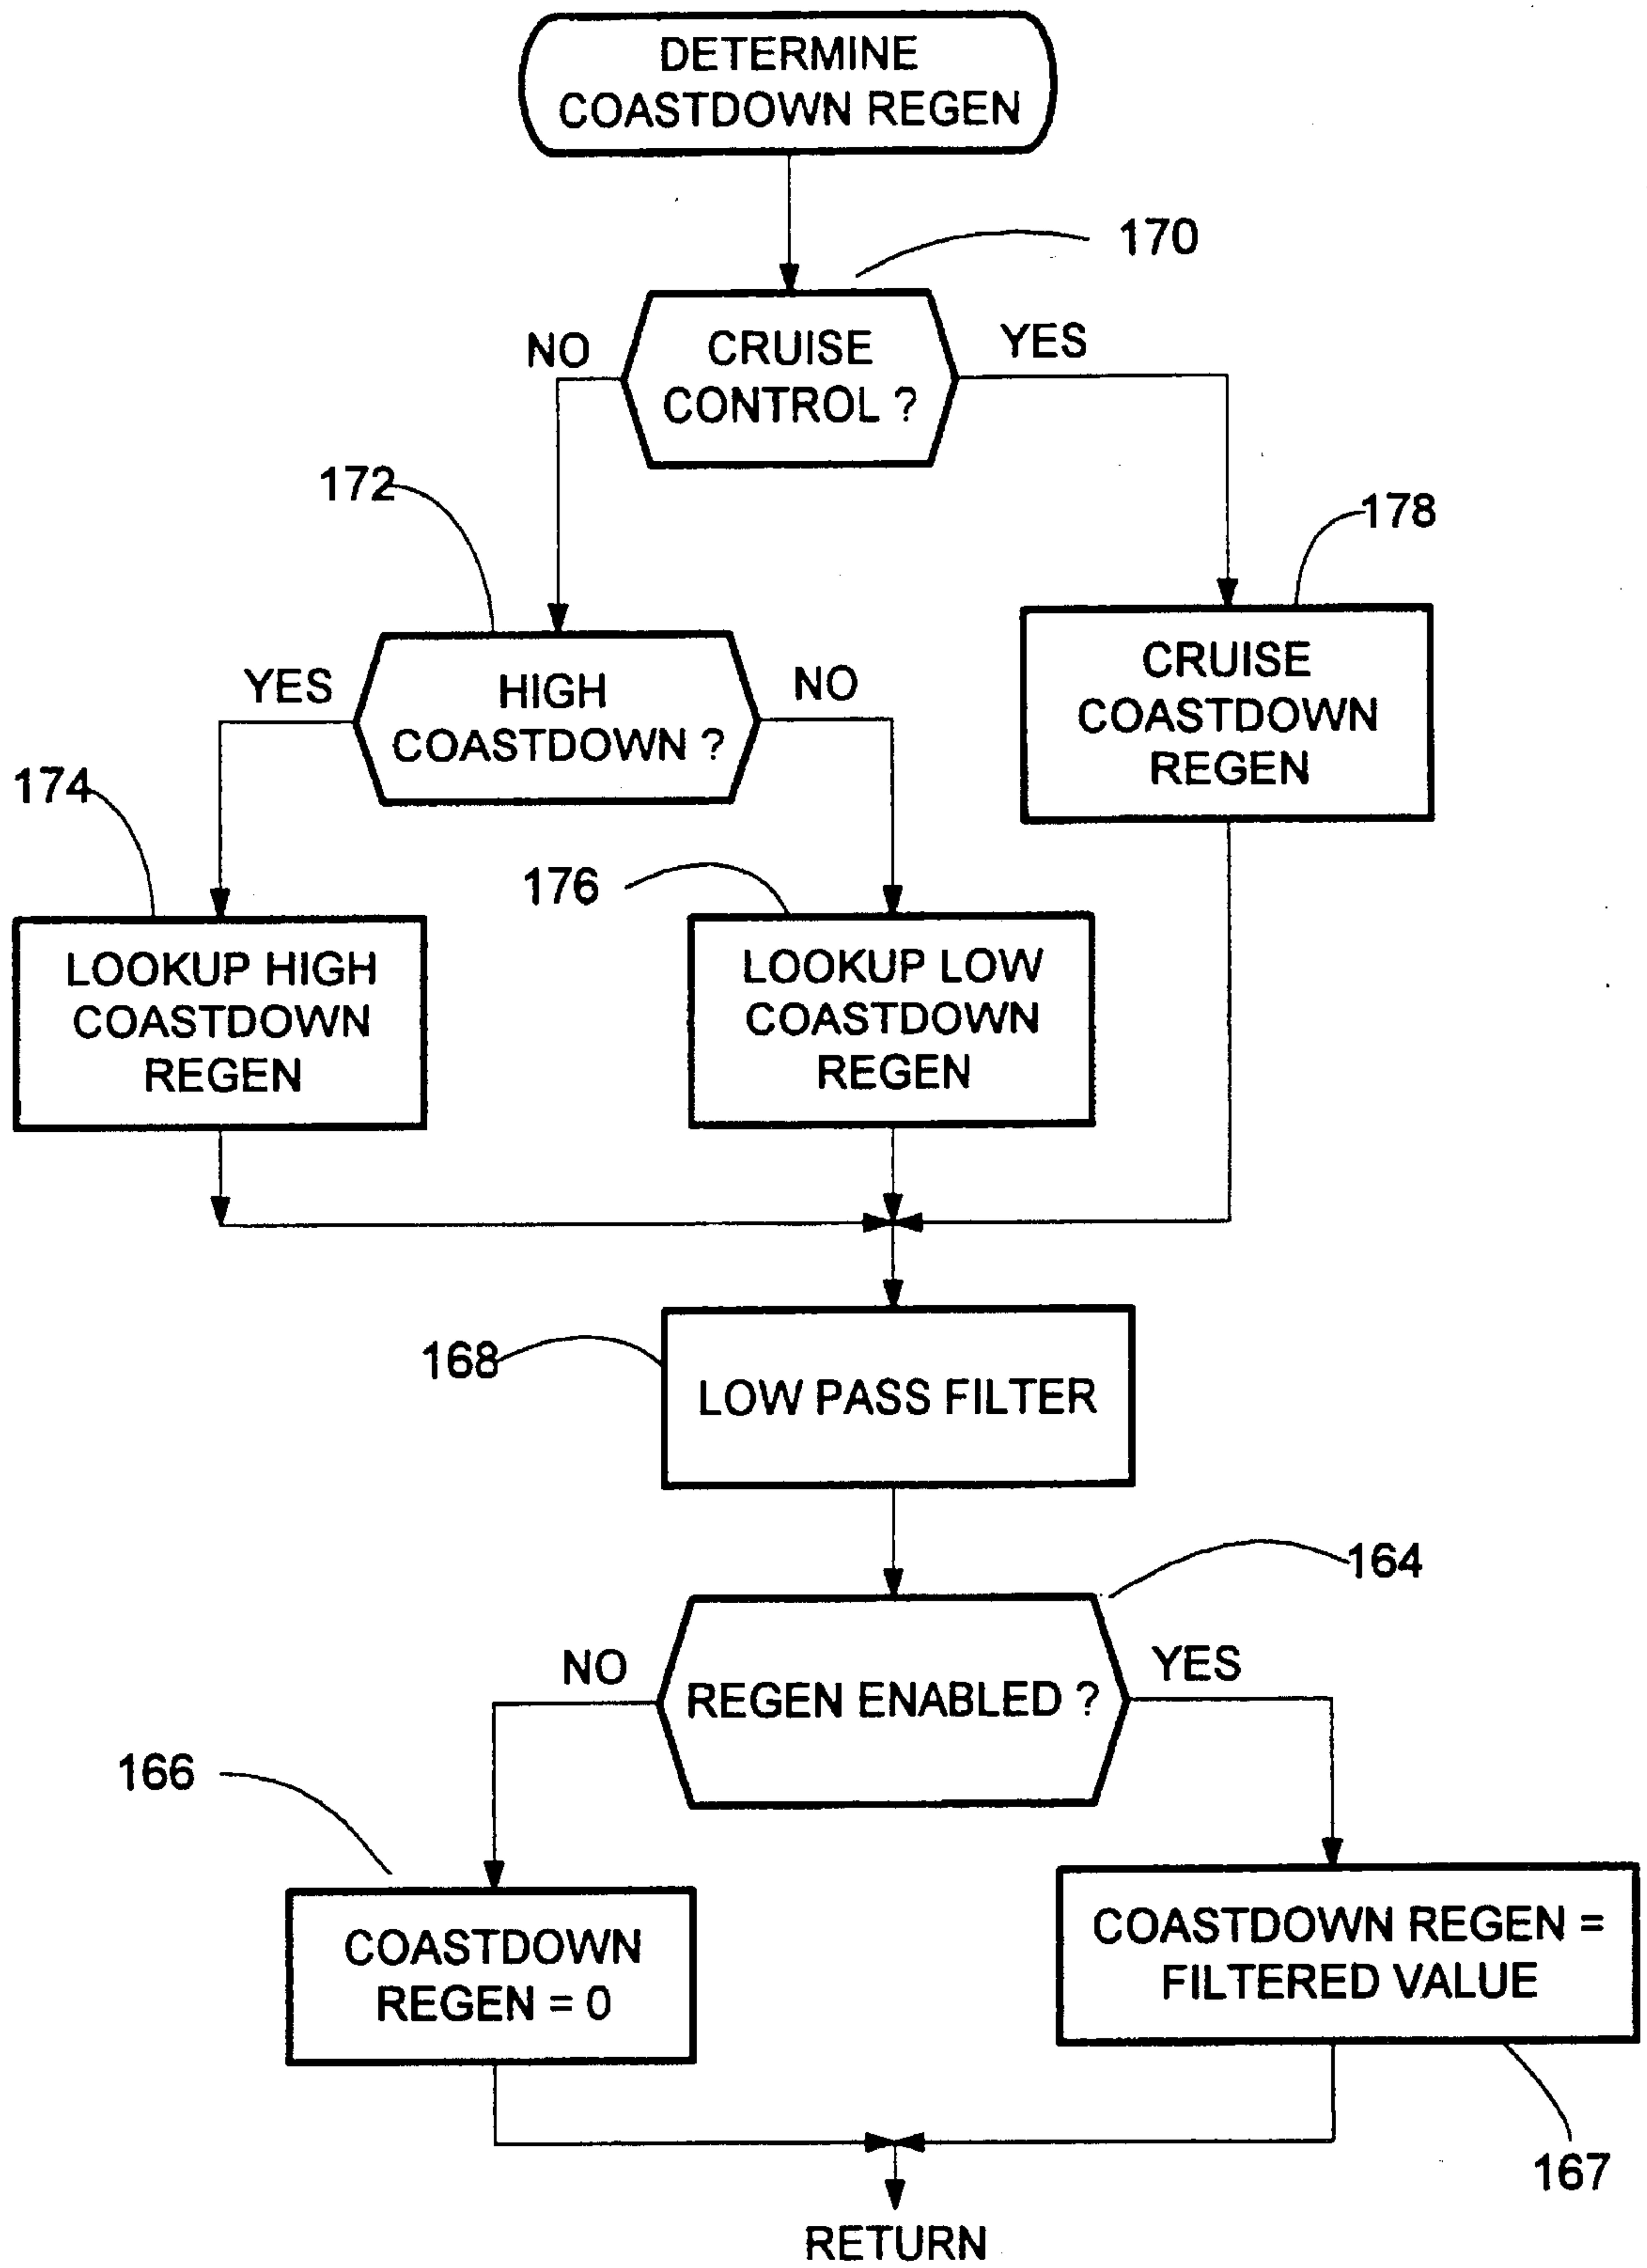 DETERMINE
COASTDOWN REGEN
170
NO
CRUISE
CONTROL ?
YES
172
178
YES
HIGH
COASTDOWN ?
NO
CRUISE
COASTDOWN
REGEN
174
176
LOOKUP HIGH
COASTDOWN
REGEN
LOOKUP LOW
COASTDOWN
REGEN
168
LOW PASS FILTER
164
NO
REGEN ENABLED ?
YES
166
COASTDOWN
REGEN = 0
COASTDOWN REGEN =
FILTERED VALUE
167
RETURN